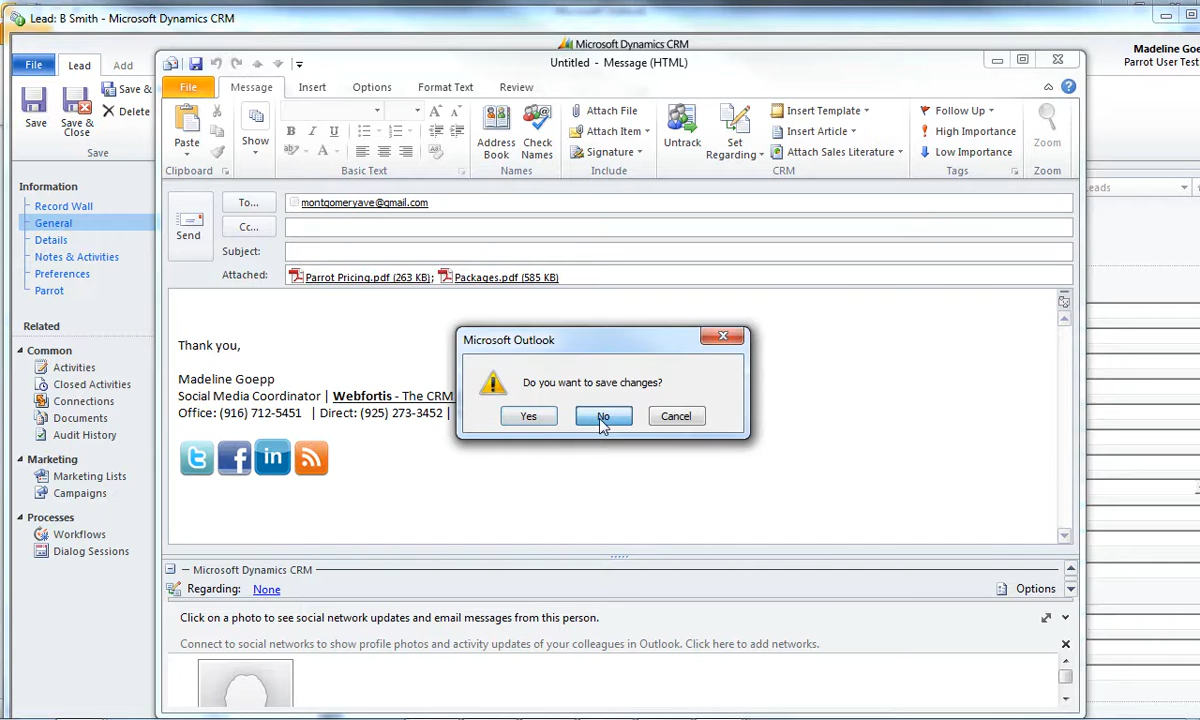 Lead: B Smith - Microsoft Dynamics CRM
Microsoft Dynamics CRM
Madeline Goe
Parrot User Test
File
Lead
Add
Save
Save & Close
Save &
Delete
Save
Information
Record Wall
General
Details
Notes & Activities
Preferences
Parrot
Related
Common
Activities
Closed Activities
Connections
Documents
Audit History
Marketing
Marketing Lists
Campaigns
Processes
Workflows
Dialog Sessions
Untitled - Message (HTML)
File
Message
Insert
Options
Format Text
Review
Paste
Clipboard
Show
B I U
Basic Text
Address Book
Check Names
Names
Attach File
Attach Item
Signature
Include
Untrack
Set Regarding
Insert Template
Insert Article
Attach Sales Literature
CRM
Follow Up
High Importance
Low Importance
Tags
Zoom
Zoom
Send
To...
montgomeryave@gmail.com
Cc...
Subject:
Attached:
Parrot Pricing.pdf (263 KB); Packages.pdf (585 KB)
Thank you,
Madeline Goepp
Social Media Coordinator | Webfortis - The CRM
Office: (916) 712-5451 | Direct: (925) 273-3452 |
Microsoft Outlook
Do you want to save changes?
Yes
No
Cancel
Microsoft Dynamics CRM
Regarding: None
Options
Click on a photo to see social network updates and email messages from this person.
Connect to social networks to show profile photos and activity updates of your colleagues in Outlook. Click here to add networks.